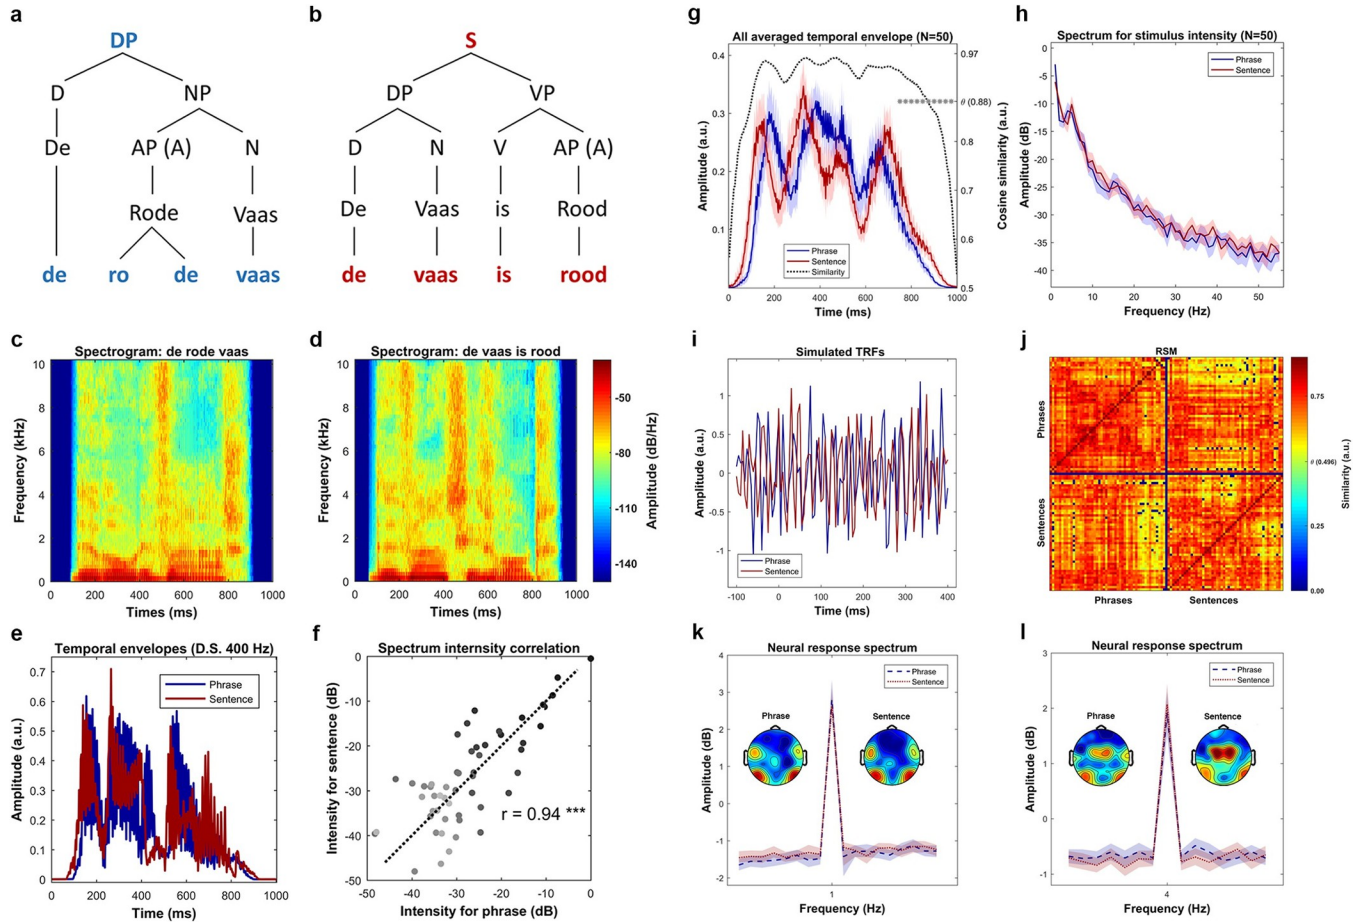 a
DP
D NP
De AP (A) N
Rode Vaas
de ro de vaas
b
S
DP VP
D N V AP (A)
De Vaas is Rood
de vaas is rood
c
Spectrogram: de rode vaas
10
8
6
4
2
0
Frequency (kHz)
0 200 400 600 800 1000
Times (ms)
d
Spectrogram: de vaas is rood
10
8
6
4
2
0
Frequency (kHz)
0 200 400 600 800 1000
Times (ms)
-50
-80
-110
-140
Amplitude (dB/Hz)
e
Temporal envelopes (D.S. 400 Hz)
0.7
0.6
0.5
0.4
0.3
0.2
0.1
0
Amplitude (a.u.)
Phrase
Sentence
0 200 400 600 800 1000
Time (ms)
f
Spectrum internsity correlation
0
-10
-20
-30
-40
-50
Intensity for sentence (dB)
r = 0.94 ***
-50 -40 -30 -20 -10 0
Intensity for phrase (dB)
g
All averaged temporal envelope (N=50)
0.4
0.3
0.2
0.1
Amplitude (a.u.)
0.97
θ (0.88)
0.8
0.7
0.6
0.5
Cosine similarity (a.u.)
Phrase
Sentence
Similarity
0 200 400 600 800 1000
Time (ms)
h
Spectrum for stimulus intensity (N=50)
0
-5
-10
-15
-20
-25
-30
-35
-40
Amplitude (dB)
Phrase
Sentence
0 10 20 30 40 50
Frequency (Hz)
i
Simulated TRFs
1
0.5
0
-0.5
-1
Amplitude (a.u.)
Phrase
Sentence
-100 0 100 200 300 400
Time (ms)
j
RSM
Phrases
Sentences
Phrases Sentences
0.75
θ (0.496)
0.25
0.00
Similarity (a.u.)
k
Neural response spectrum
4
3
2
1
0
-1
-2
Amplitude (dB)
Phrase
Sentence
Phrase Sentence
1
Frequency (Hz)
l
Neural response spectrum
3
2
1
0
-1
Amplitude (dB)
Phrase
Sentence
Phrase Sentence
4
Frequency (Hz)